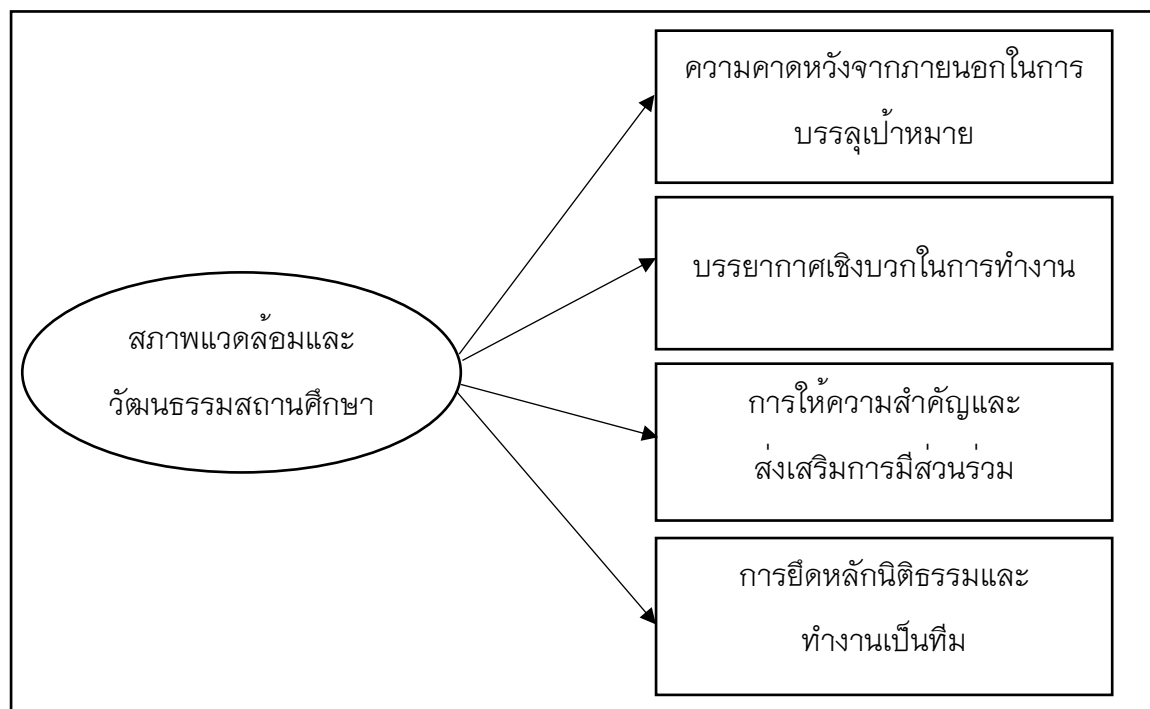 ความคาดหวังจากภายนอกในการ
บรรลุเป้าหมาย
บรรยากาศเชิงบวกในการทำงาน
สภาพแวดล้อมและ
วัฒนธรรมสถานศึกษา
การให้ความสำคัญและ
ส่งเสริมการมีส่วนร่วม
การยึดหลักนิติธรรมและ
ทำงานเป็นทีม